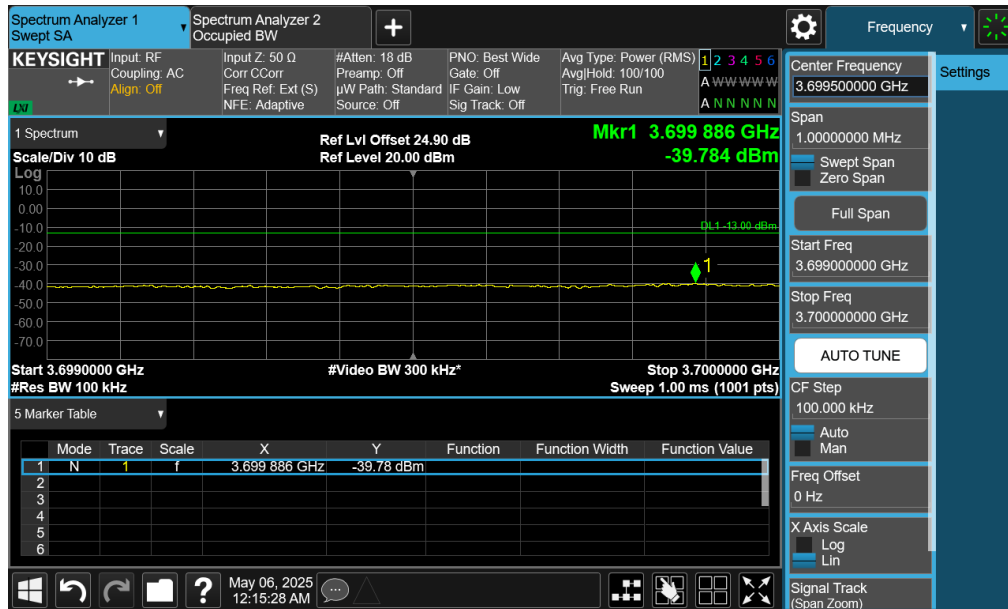 Spectrum Analyzer 1
Swept SA
Spectrum Analyzer 2
Occupied BW
Frequency
KEYSIGHT
LXI
Input: RF
Coupling: AC
Align: Off
Input Z: 50 Ω
Corr CCorr
Freq Ref: Ext (S)
NFE: Adaptive
#Atten: 18 dB
Preamp: Off
µW Path: Standard
Source: Off
PNO: Best Wide
Gate: Off
IF Gain: Low
Sig Track: Off
Avg Type: Power (RMS)
Avg|Hold: 100/100
Trig: Free Run
1 2 3 4 5 6
A W W W W W
A N N N N N
1 Spectrum
Scale/Div 10 dB
Ref Lvl Offset 24.90 dB
Ref Level 20.00 dBm
Mkr1 3.699 886 GHz
-39.784 dBm
Log
10.0
0.00
-10.0
-20.0
-30.0
-40.0
-50.0
-60.0
-70.0
DL1 -13.00 dBm
1
Start 3.6990000 GHz
#Res BW 100 kHz
#Video BW 300 kHz*
Stop 3.7000000 GHz
Sweep 1.00 ms (1001 pts)
5 Marker Table
Mode Trace Scale X Y Function Function Width Function Value
1 N 1 f 3.699 886 GHz -39.78 dBm
2
3
4
5
6
May 06, 2025
12:15:28 AM
Center Frequency
3.699500000 GHz
Settings
Span
1.00000000 MHz
Swept Span
Zero Span
Full Span
Start Freq
3.699000000 GHz
Stop Freq
3.700000000 GHz
AUTO TUNE
CF Step
100.000 kHz
Auto
Man
Freq Offset
0 Hz
X Axis Scale
Log
Lin
Signal Track
(Span Zoom)